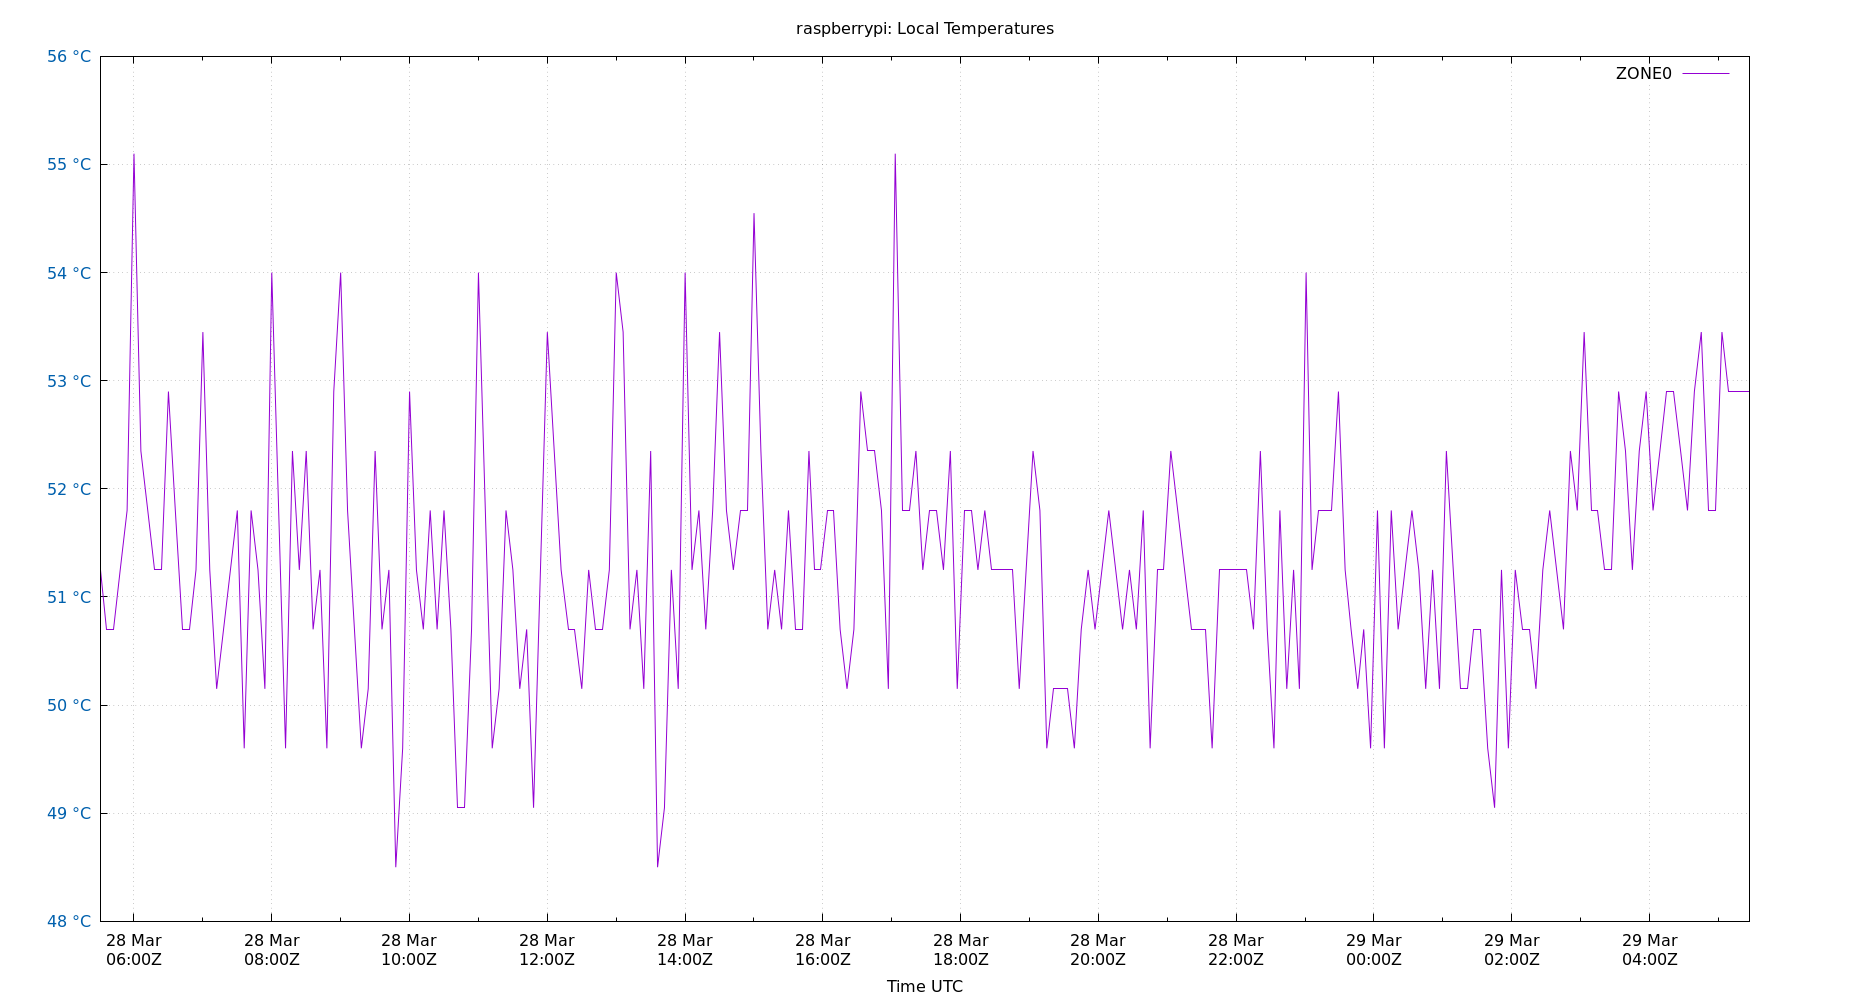 raspberrypi: Local Temperatures
56 °C
ZONE0
55 °C
54 °C
53 °C
52 °C
51 °C
50 °C
49 °C
48 °C
28 Mar 28 Mar 28 Mar 28 Mar 28 Mar 28 Mar 28 Mar 28 Mar 28 Mar 29 Mar 29 Mar 29 Mar
06:00Z 08:00Z 10:00Z 12:00Z 14:00Z 16:00Z 18:00Z 20:00Z 22:00Z 00:00Z 02:00Z 04:00Z
Time UTC